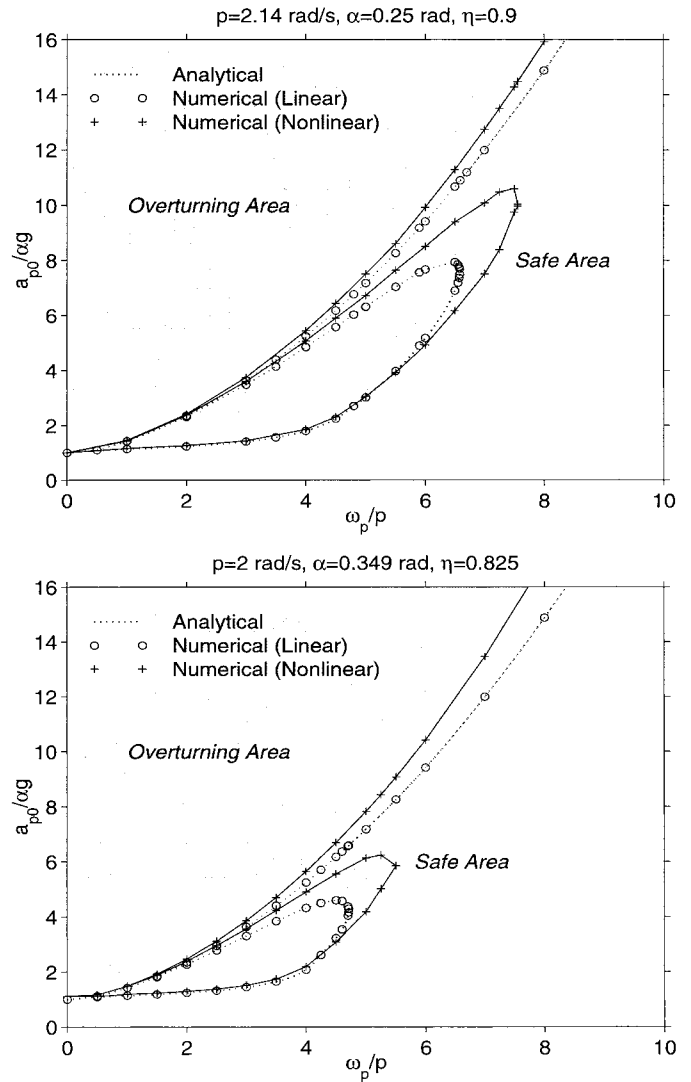 p=2.14 rad/s, α=0.25 rad, η=0.9
16
14
12
10
8
6
4
2
0
a_p0/αg
Analytical
Numerical (Linear)
Numerical (Nonlinear)
Overturning Area
Safe Area
0 2 4 6 8 10
ω_p/p
p=2 rad/s, α=0.349 rad, η=0.825
16
14
12
10
8
6
4
2
0
a_p0/αg
Analytical
Numerical (Linear)
Numerical (Nonlinear)
Overturning Area
Safe Area
0 2 4 6 8 10
ω_p/p